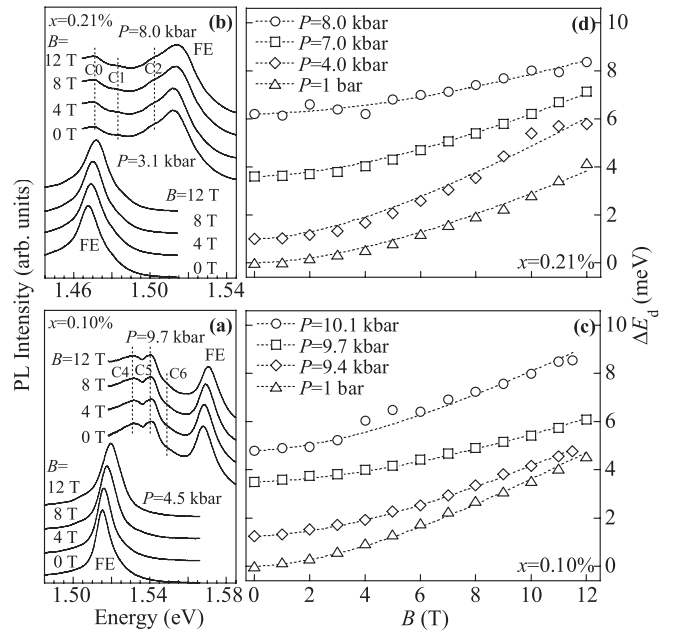 x=0.21% (b)
P=8.0 kbar
B=
12 T
8 T
4 T
0 T
C0 C1 C2
FE
P=3.1 kbar
B=12 T
8 T
4 T
0 T
FE
1.46 1.50 1.54
(d)
P=8.0 kbar
P=7.0 kbar
P=4.0 kbar
P=1 bar
x=0.21%
10
8
6
4
2
0
x=0.10% (a)
P=9.7 kbar
FE
B=12 T
8 T
4 T
0 T
C4 C5 C6
B=
12 T
8 T
4 T
0 T
P=4.5 kbar
FE
1.50 1.54 1.58
Energy (eV)
PL Intensity (arb. units)
(c)
P=10.1 kbar
P=9.7 kbar
P=9.4 kbar
P=1 bar
x=0.10%
10
8
6
4
2
0
0 2 4 6 8 10 12
B (T)
ΔEd (meV)